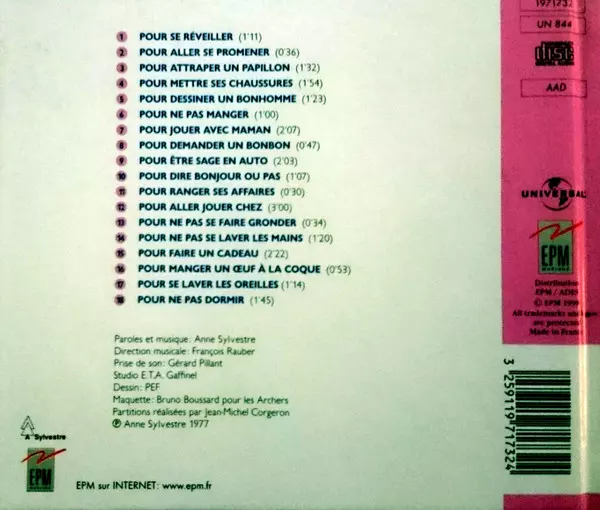 1 POUR SE RÉVEILLER (1'11)
2 POUR ALLER SE PROMENER (0'36)
3 POUR ATTRAPER UN PAPILLON (1'32)
4 POUR METTRE SES CHAUSSURES (1'54)
5 POUR DESSINER UN BONHOMME (1'23)
6 POUR NE PAS MANGER (1'00)
7 POUR JOUER AVEC MAMAN (2'07)
8 POUR DEMANDER UN BONBON (0'47)
9 POUR ÊTRE SAGE EN AUTO (2'03)
10 POUR DIRE BONJOUR OU PAS (1'07)
11 POUR RANGER SES AFFAIRES (0'30)
12 POUR ALLER JOUER CHEZ (3'00)
13 POUR NE PAS SE FAIRE GRONDER (0'34)
14 POUR NE PAS SE LAVER LES MAINS (1'20)
15 POUR FAIRE UN CADEAU (2'22)
16 POUR MANGER UN ŒUF À LA COQUE (0'53)
17 POUR SE LAVER LES OREILLES (1'14)
18 POUR NE PAS DORMIR (1'45)
Paroles et musique : Anne Sylvestre
Direction musicale : François Rauber
Prise de son : Gérard Pillant
Studio E.T.A. Gaffinel
Dessin : PEF
Maquette : Bruno Boussard pour les Archers
Partitions réalisées par Jean-Michel Corgeron
℗ Anne Sylvestre 1977
A Sylvestre
EPM
EPM sur INTERNET : www.epm.fr
1971732
UN 844
disc
AAD
UNIVERSAL
EPM
Distribution
EPM / ADES
© EPM
All trademarks
are protected
Made in France
3 259119 717324